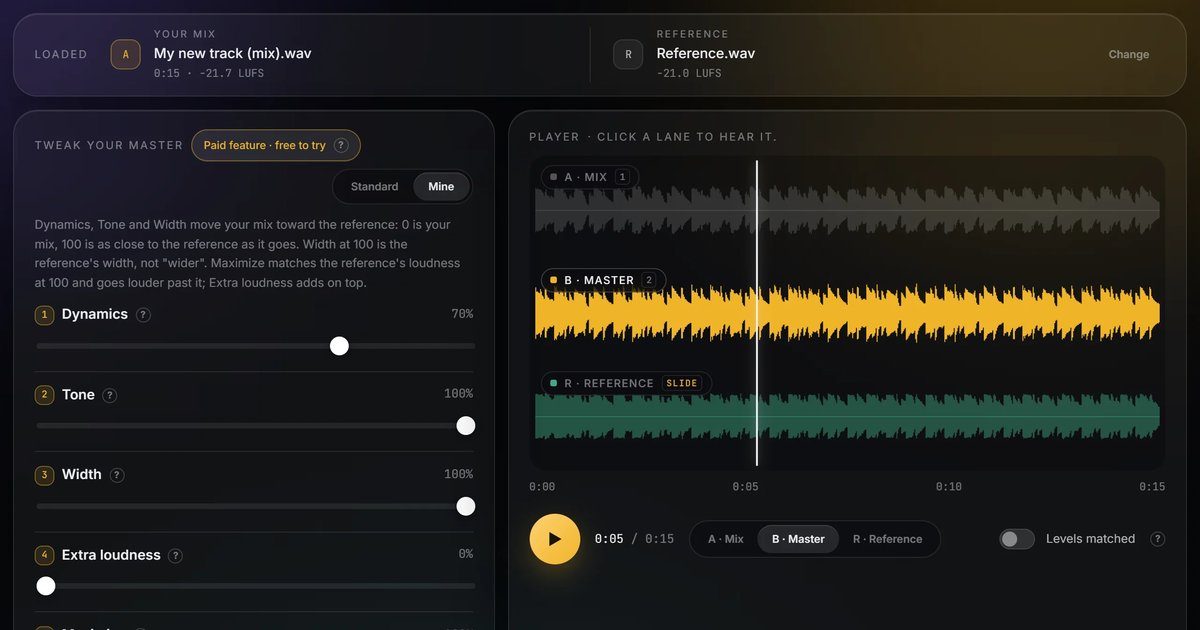 LOADED
A
YOUR MIX
My new track (mix).wav
0:15 · -21.7 LUFS
R
REFERENCE
Reference.wav
-21.0 LUFS
Change
TWEAK YOUR MASTER
Paid feature · free to try ?
Standard
Mine
Dynamics, Tone and Width move your mix toward the reference: 0 is your
mix, 100 is as close to the reference as it goes. Width at 100 is the
reference's width, not "wider". Maximize matches the reference's loudness
at 100 and goes louder past it; Extra loudness adds on top.
1 Dynamics ? 70%
2 Tone ? 100%
3 Width ? 100%
4 Extra loudness ? 0%
PLAYER · CLICK A LANE TO HEAR IT.
A · MIX 1
B · MASTER 2
R · REFERENCE SLIDE
0:00 0:05 0:10 0:15
0:05 / 0:15
A · Mix
B · Master
R · Reference
Levels matched ?